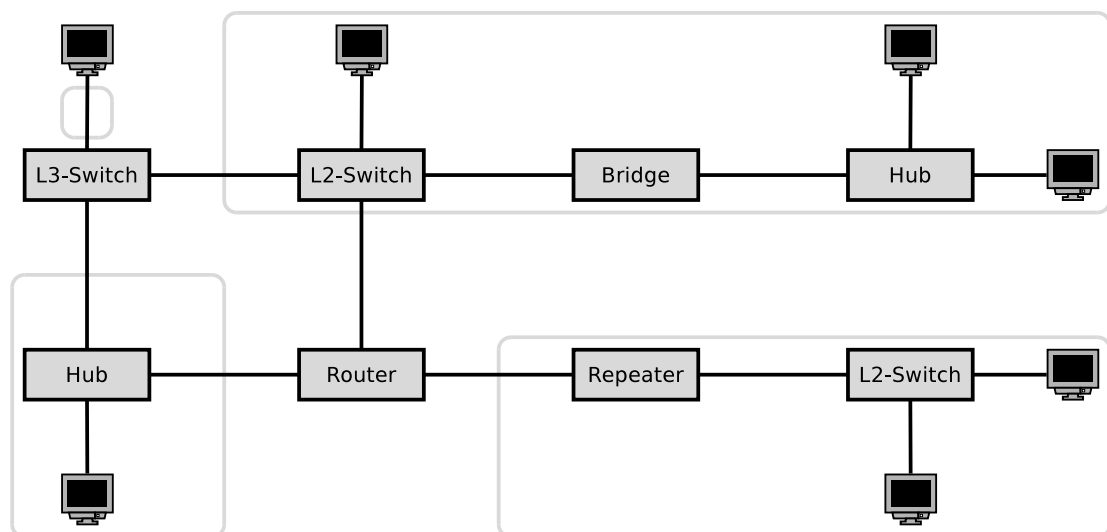 L3-Switch
L2-Switch
Bridge
Hub
Hub
Router
Repeater
L2-Switch